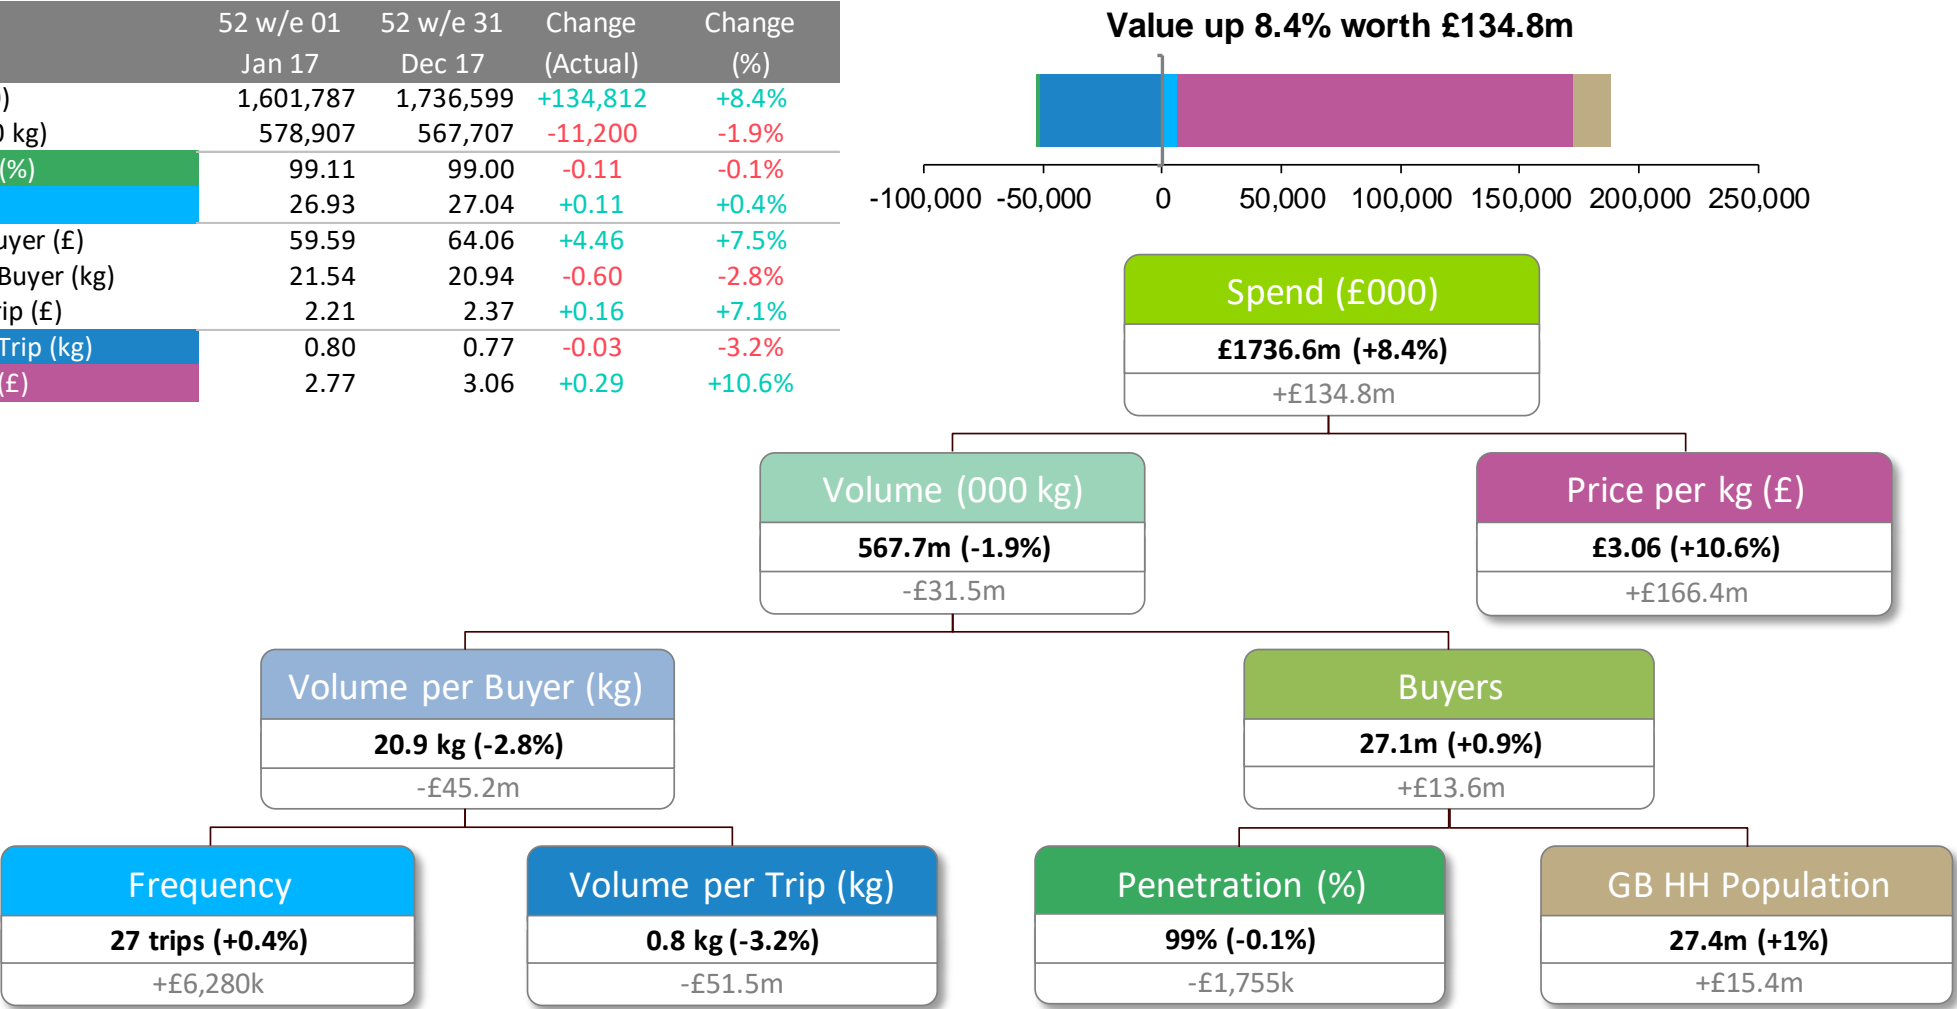 52 w/e 01 52 w/e 31 Change Change
Jan 17 Dec 17 (Actual) (%)
) 1,601,787 1,736,599 +134,812 +8.4%
0 kg) 578,907 567,707 -11,200 -1.9%
(%) 99.11 99.00 -0.11 -0.1%
26.93 27.04 +0.11 +0.4%
uyer (£) 59.59 64.06 +4.46 +7.5%
Buyer (kg) 21.54 20.94 -0.60 -2.8%
rip (£) 2.21 2.37 +0.16 +7.1%
Trip (kg) 0.80 0.77 -0.03 -3.2%
(£) 2.77 3.06 +0.29 +10.6%
Value up 8.4% worth £134.8m
-100,000 -50,000 0 50,000 100,000 150,000 200,000 250,000
Spend (£000)
£1736.6m (+8.4%)
+£134.8m
Volume (000 kg)
567.7m (-1.9%)
-£31.5m
Price per kg (£)
£3.06 (+10.6%)
+£166.4m
Volume per Buyer (kg)
20.9 kg (-2.8%)
-£45.2m
Buyers
27.1m (+0.9%)
+£13.6m
Frequency
27 trips (+0.4%)
+£6,280k
Volume per Trip (kg)
0.8 kg (-3.2%)
-£51.5m
Penetration (%)
99% (-0.1%)
-£1,755k
GB HH Population
27.4m (+1%)
+£15.4m